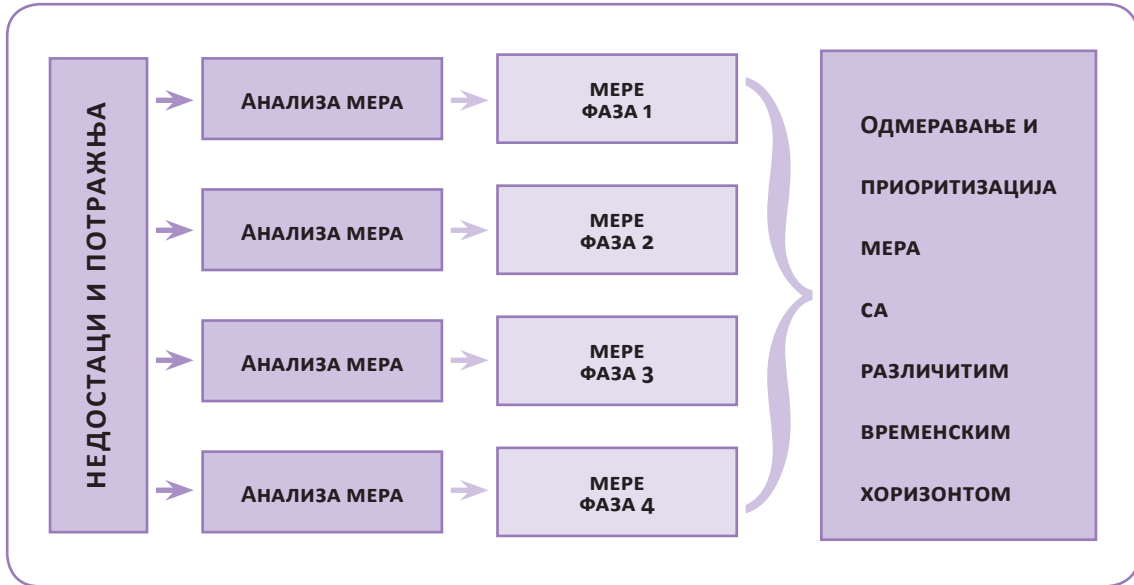 НЕДОСТАЦИ И ПОТРАЖЊА
Анализа мера
мере
фаза 1
Анализа мера
мере
фаза 2
Анализа мера
мере
фаза 3
Анализа мера
мере
фаза 4
Одмеравање и
приоритизација
мера
са
различитим
временским
хоризонтом